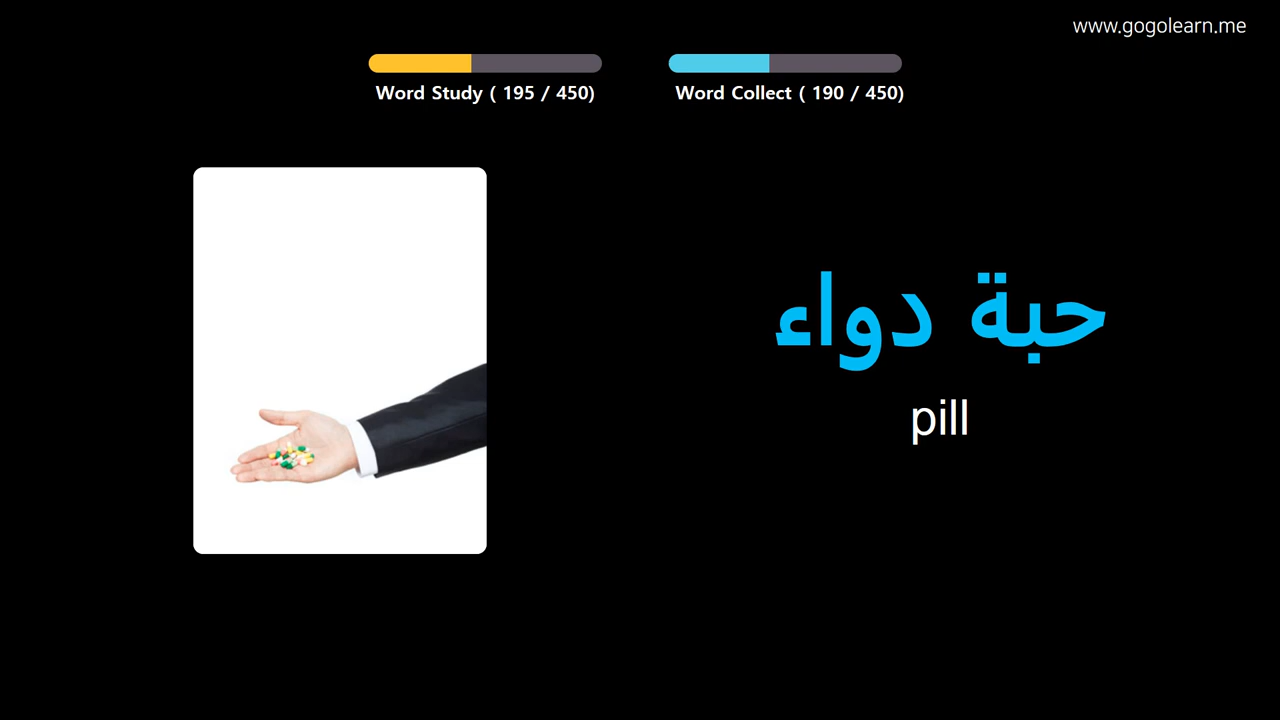 www.gogolearn.me
Word Study ( 195 / 450)
Word Collect ( 190 / 450)
حبة دواء
pill